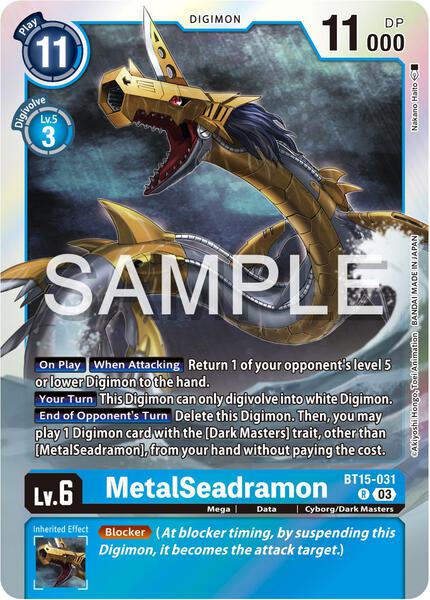 Play
DIGIMON
11
11 000
DP
Digivolve
Lv.5
3
Nakano Haito
SAMPLE
On Play When Attacking Return 1 of your opponent's level 5
or lower Digimon to the hand.
Your Turn This Digimon can only digivolve into white Digimon.
End of Opponent's Turn Delete this Digimon. Then, you may
play 1 Digimon card with the [Dark Masters] trait, other than
[MetalSeadramon], from your hand without paying the cost.
©Akiyoshi Hongo, Toei Animation BANDAI MADE IN JAPAN
Lv.6
MetalSeadramon
BT15-031
R 03
Mega | Data | Cyborg/Dark Masters
Inherited Effect
Blocker (At blocker timing, by suspending this
Digimon, it becomes the attack target.)